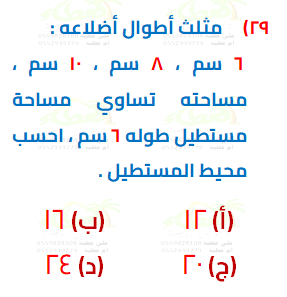 ٢٩) مثلث أطوال أضلاعه :
٦ سم ، ٨ سم ، ١٠ سم ،
مساحته تساوي مساحة
مستطيل طوله ٦ سم ، احسب
محيط المستطيل .
(أ) ١٢ (ب) ١٦
(ج) ٢٠ (د) ٢٤